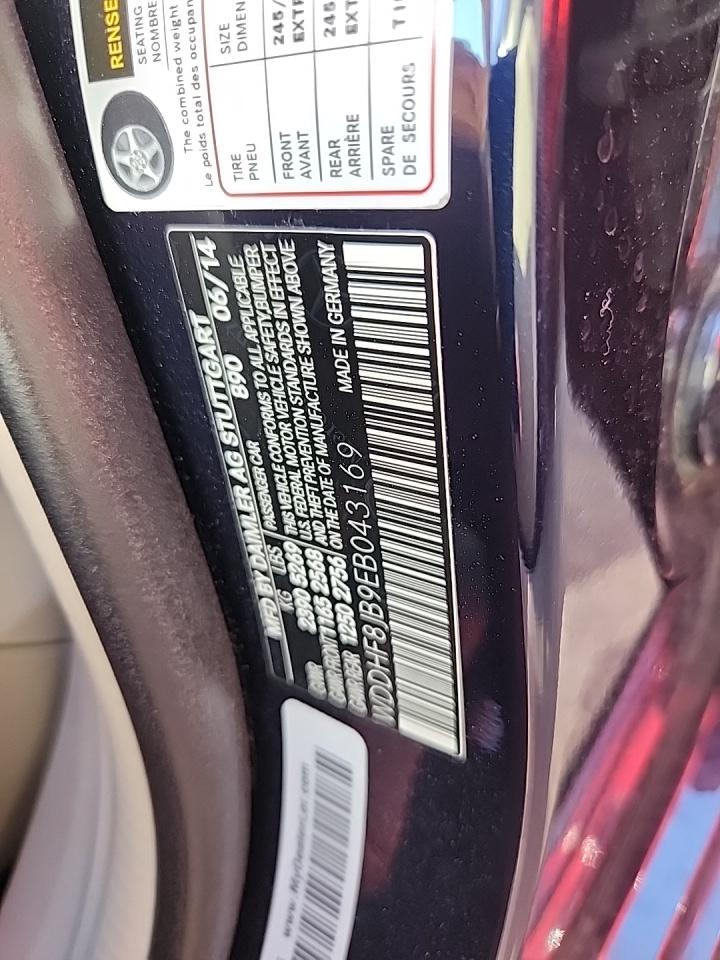 RENSE
SEATING
NOMBRE
The combined weight
Le poids total des occupan
TIRE SIZE
PNEU DIMEN
FRONT 245/
AVANT EXTR
REAR 245
ARRIÈRE EXT
SPARE
DE SECOURS
MFD BY DAIMLER AG STUTTGART
PASSENGER CAR 890 06/14
KG LBS
GVWR
GAWR FRONT 1165 2568
GAWR RER 1250 2756
THIS VEHICLE CONFORMS TO ALL APPLICABLE
U.S. FEDERAL MOTOR VEHICLE SAFETY, BUMPER
AND THEFT PREVENTION STANDARDS IN EFFECT
ON THE DATE OF MANUFACTURE SHOWN ABOVE
WDDHF8JB9EB043169 MADE IN GERMANY